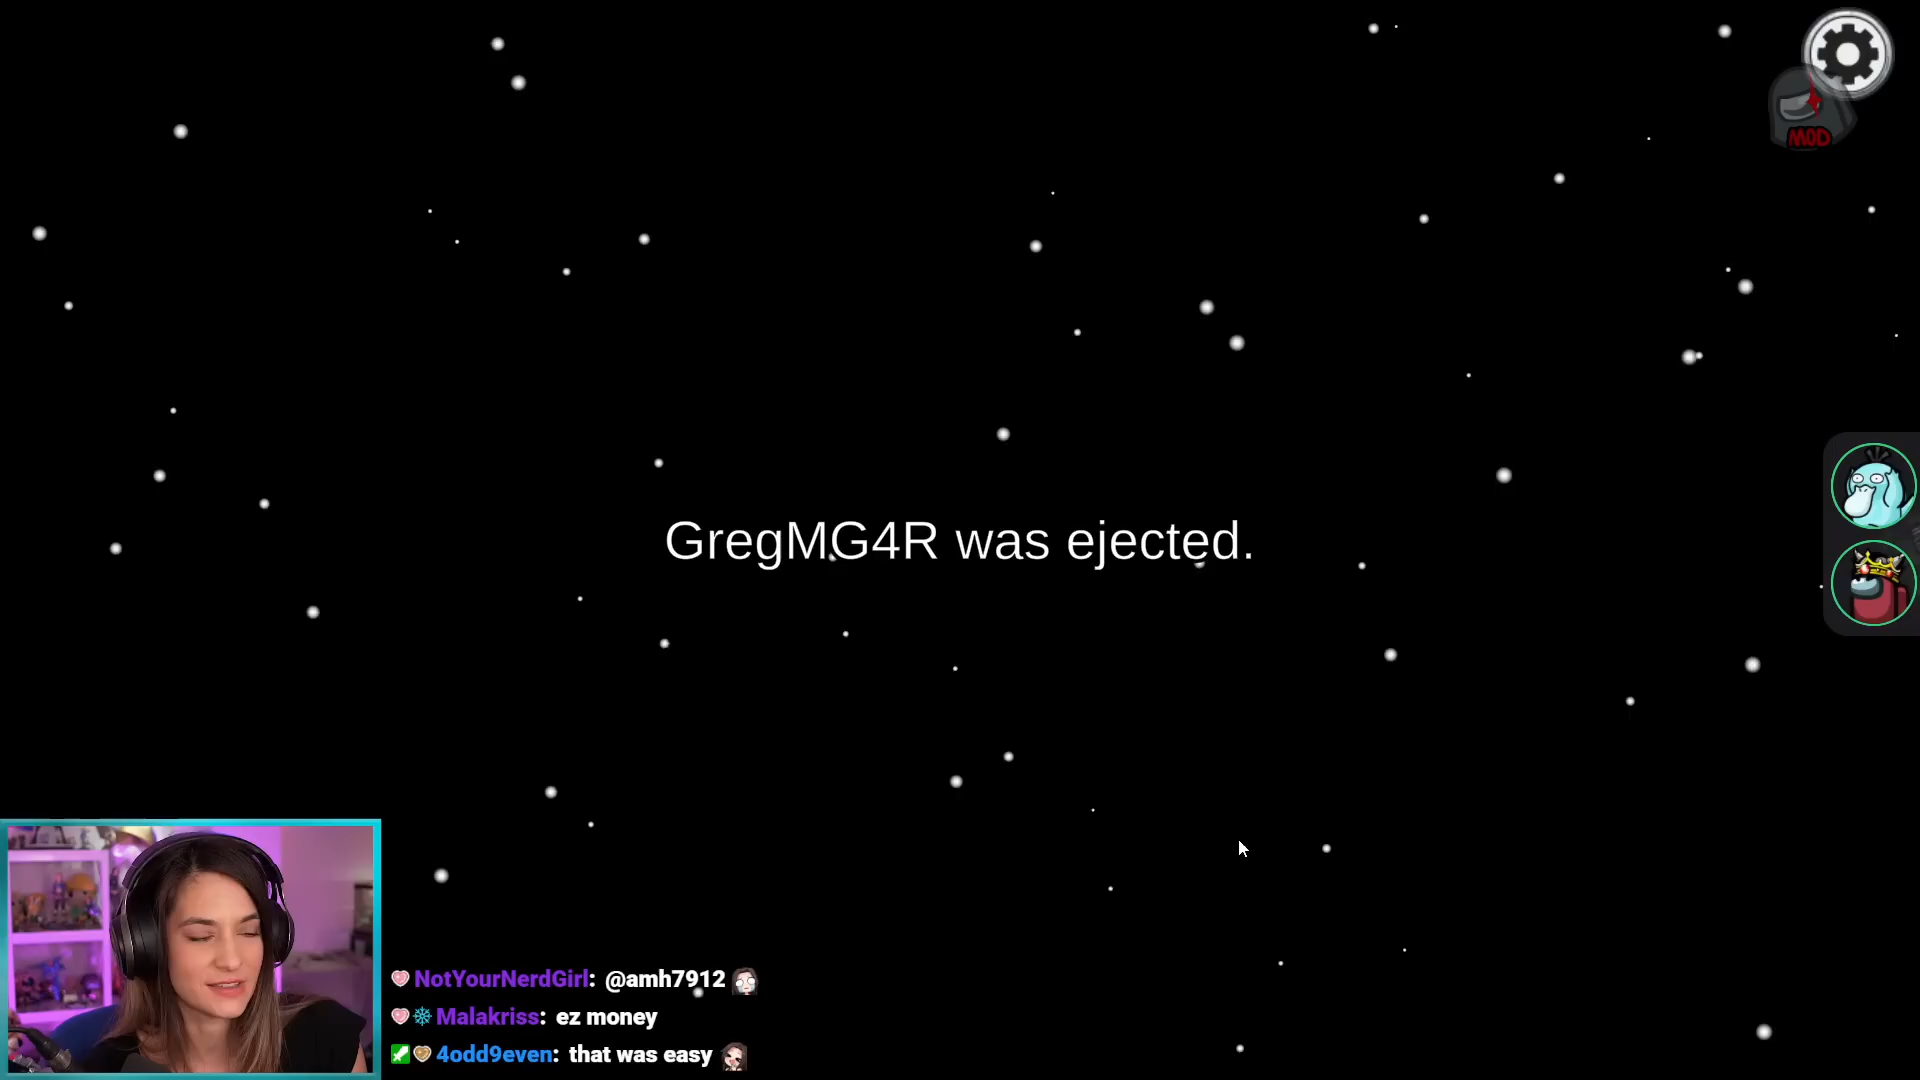 MOD
GregMG4R was ejected.
NotYourNerdGirl: @amh7912
Malakriss: ez money
4odd9even: that was easy